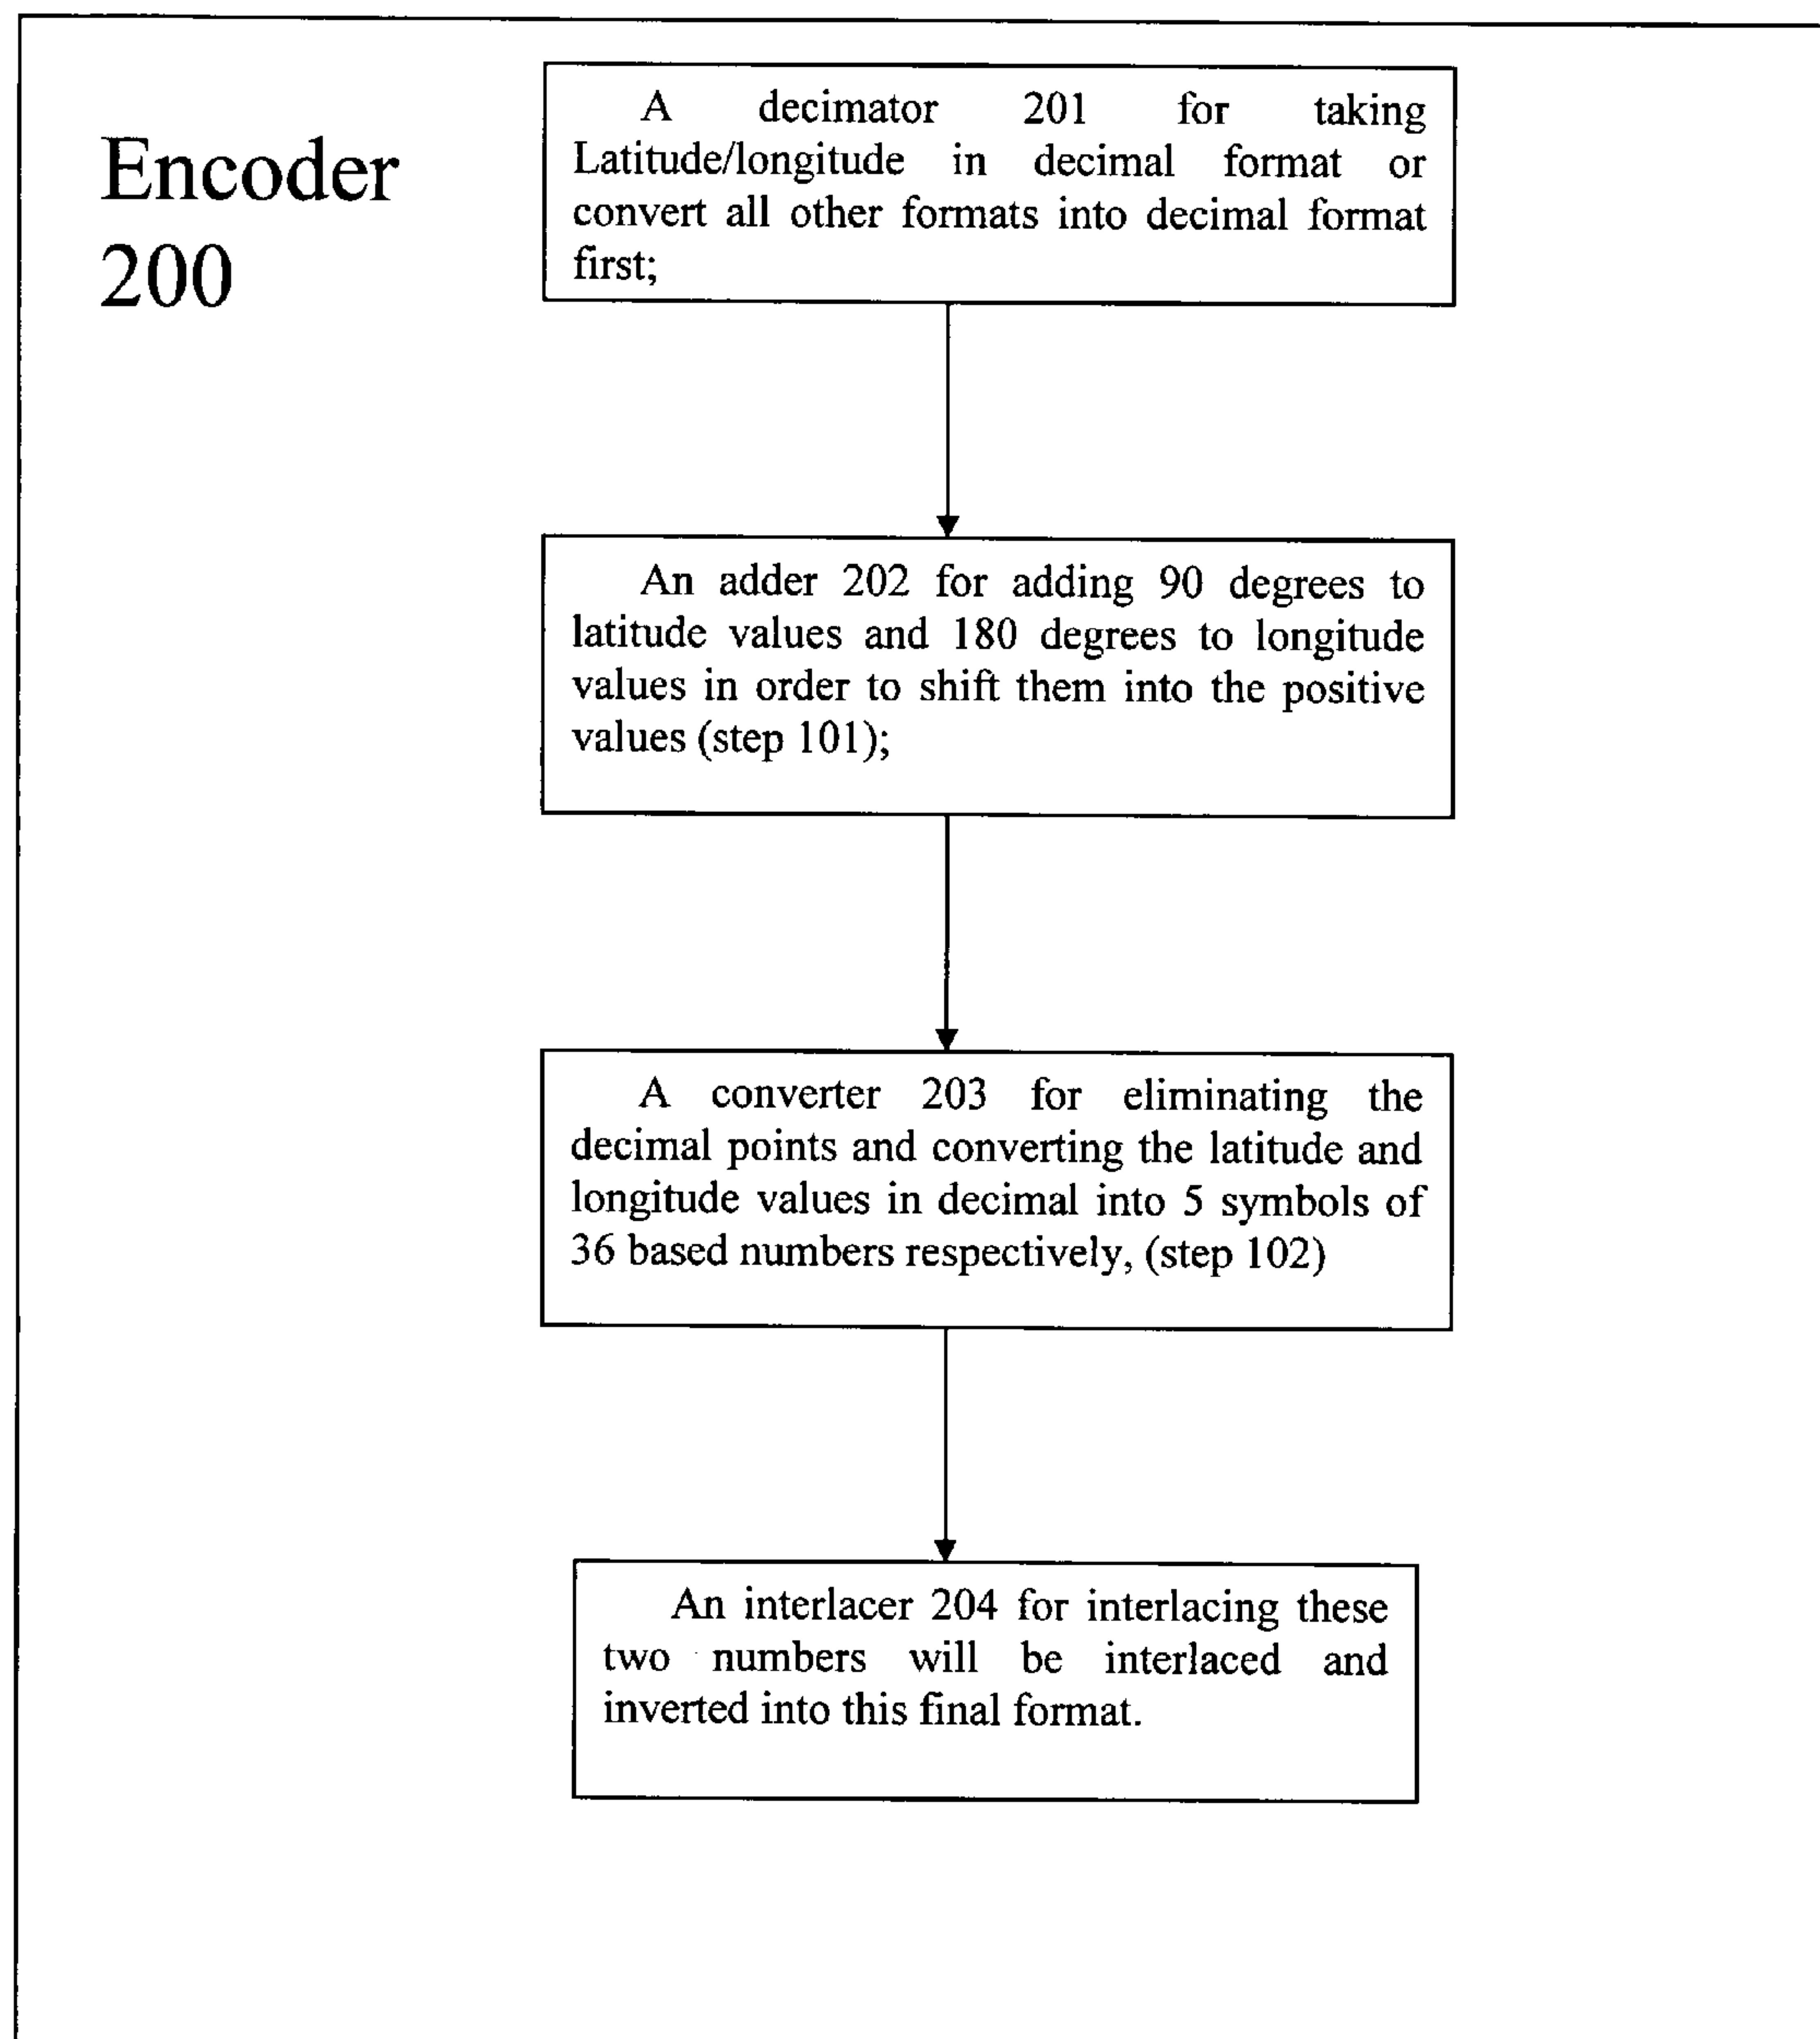 Encoder
200
A decimator 201 for taking
Latitude/longitude in decimal format or
convert all other formats into decimal format
first;
An adder 202 for adding 90 degrees to
latitude values and 180 degrees to longitude
values in order to shift them into the positive
values (step 101);
A converter 203 for eliminating the
decimal points and converting the latitude and
longitude values in decimal into 5 symbols of
36 based numbers respectively, (step 102)
An interlacer 204 for interlacing these
two numbers will be interlaced and
inverted into this final format.